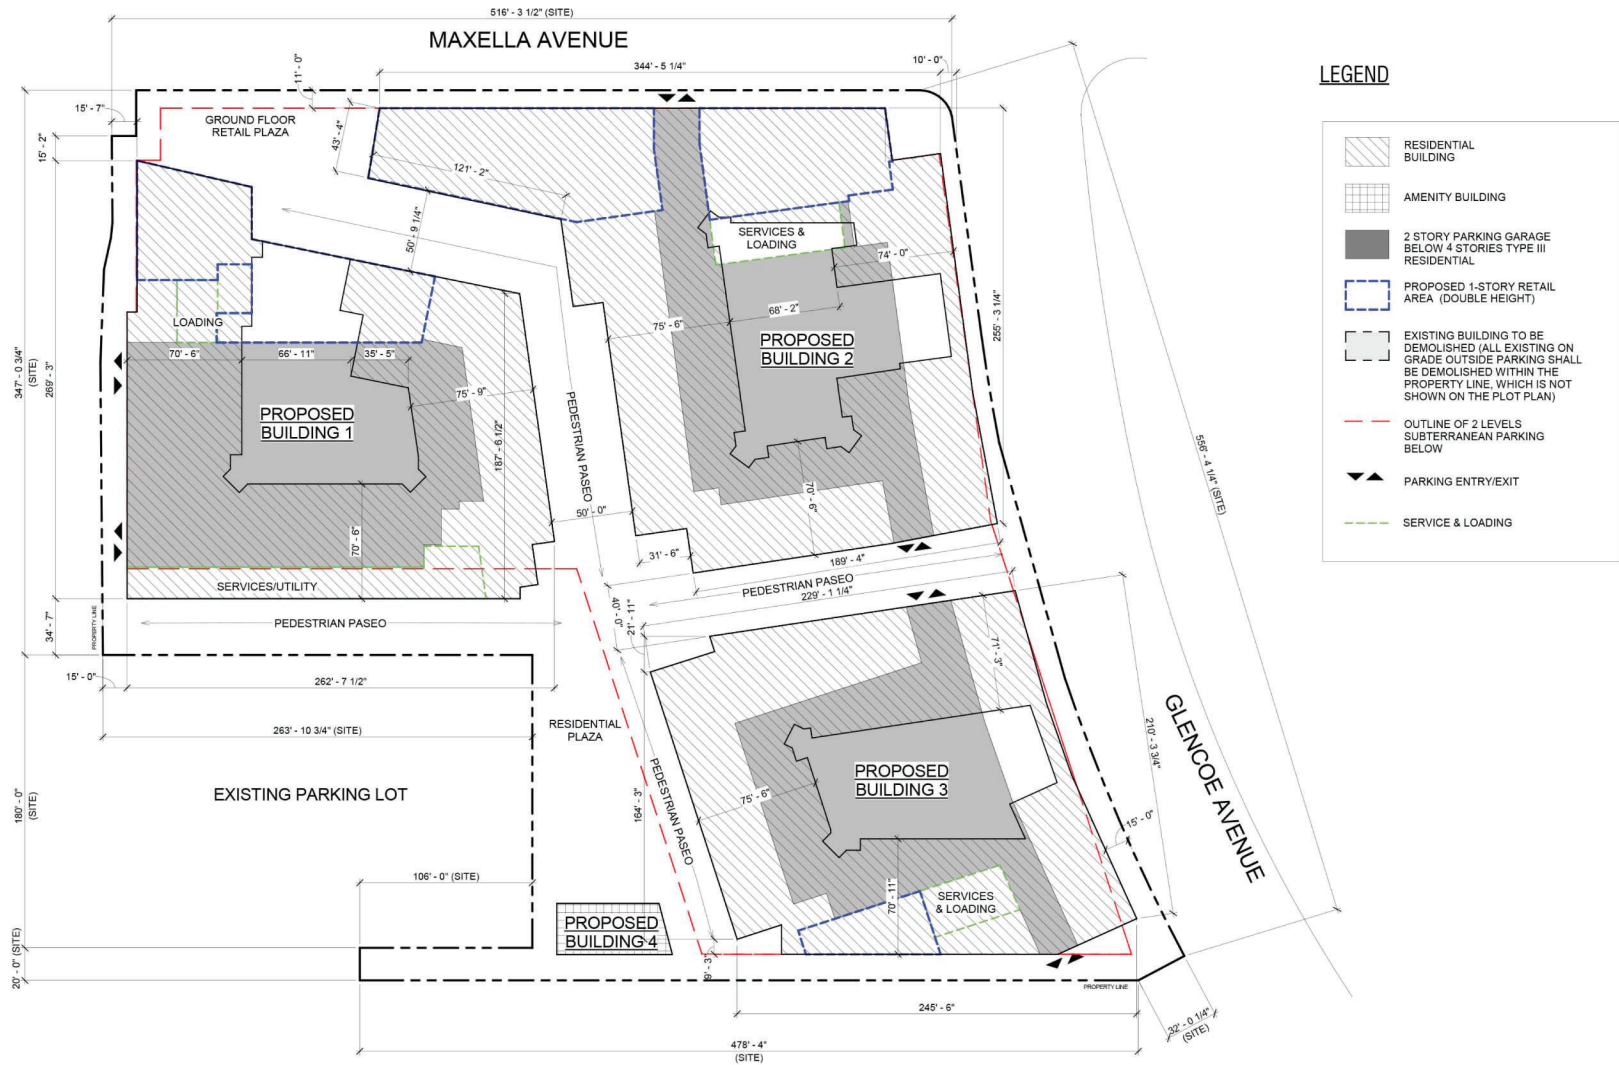 516' - 3 1/2" (SITE)
MAXELLA AVENUE
344' - 5 1/4"
10' - 0"
11' - 0"
15' - 7"
GROUND FLOOR
RETAIL PLAZA
43' - 4"
15' - 2"
121' - 2"
50' - 9 1/4"
SERVICES &
LOADING
74' - 0"
255' - 3 1/4"
68' - 2"
75' - 6"
PROPOSED
BUILDING 2
LOADING
70' - 6"
66' - 11"
35' - 5"
75' - 9"
347' - 0 3/4"
(SITE)
269' - 3"
PROPOSED
BUILDING 1
187' - 6 1/2"
PEDESTRIAN PASEO
556' - 4 1/4" (SITE)
70' - 6"
50' - 0"
70' - 6"
31' - 6"
189' - 4"
SERVICES/UTILITY
PEDESTRIAN PASEO
229' - 1 1/4"
40' - 0"
21' - 11"
34' - 7"
PROPERTY LINE
PEDESTRIAN PASEO
71' - 3"
15' - 0"
262' - 7 1/2"
263' - 10 3/4" (SITE)
RESIDENTIAL
PLAZA
PEDESTRIAN PASEO
210' - 3 3/4"
GLENCOE AVENUE
PROPOSED
BUILDING 3
75' - 6"
164' - 3"
EXISTING PARKING LOT
180' - 0"
(SITE)
15' - 0"
106' - 0" (SITE)
70' - 11"
SERVICES
& LOADING
PROPOSED
BUILDING 4
20' - 0" (SITE)
9' - 3"
PROPERTY LINE
245' - 6"
32' - 0 1/4"
(SITE)
478' - 4"
(SITE)
LEGEND
RESIDENTIAL
BUILDING
AMENITY BUILDING
2 STORY PARKING GARAGE
BELOW 4 STORIES TYPE III
RESIDENTIAL
PROPOSED 1-STORY RETAIL
AREA (DOUBLE HEIGHT)
EXISTING BUILDING TO BE
DEMOLISHED (ALL EXISTING ON
GRADE OUTSIDE PARKING SHALL
BE DEMOLISHED WITHIN THE
PROPERTY LINE, WHICH IS NOT
SHOWN ON THE PLOT PLAN)
OUTLINE OF 2 LEVELS
SUBTERRANEAN PARKING
BELOW
PARKING ENTRY/EXIT
SERVICE & LOADING